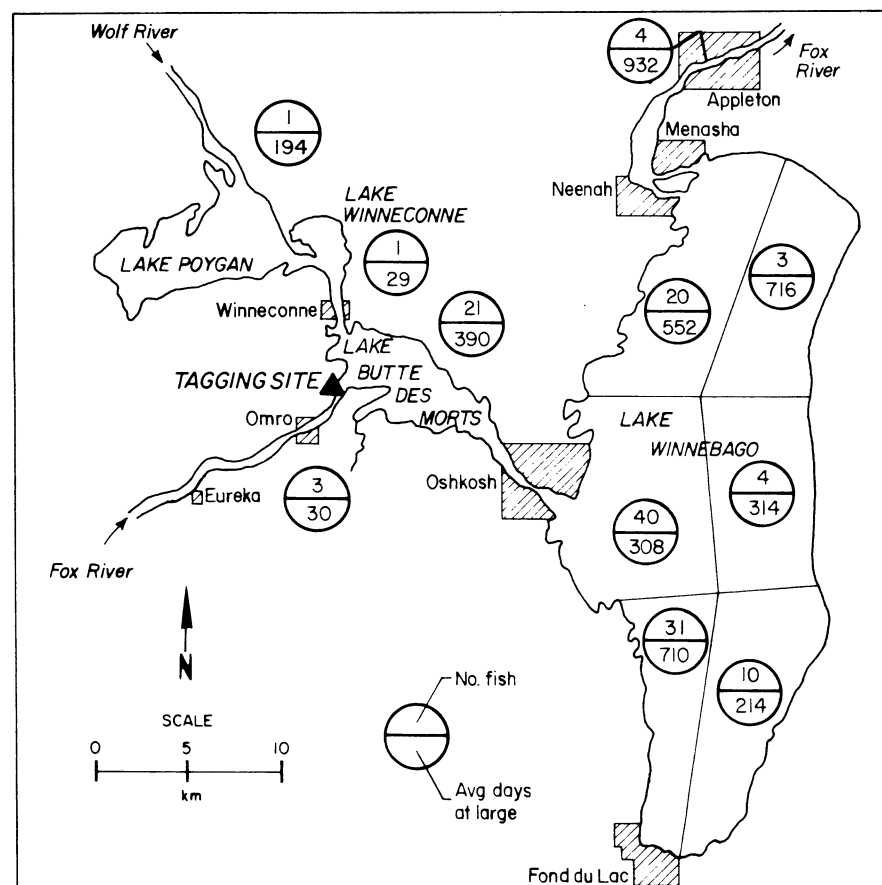 Wolf River
4
932
Fox
River
Appleton
1
194
Menasha
Neenah
LAKE
WINNECONNE
LAKE POYGAN
1
29
3
716
20
552
Winneconne
21
390
LAKE
BUTTE
DES
MORTS
TAGGING SITE
Omro
LAKE
WINNEBAGO
Oshkosh
4
314
Eureka
3
30
40
308
Fox River
N
31
710
10
214
No. fish
SCALE
0 5 10
km
Avg days
at large
Fond du Lac